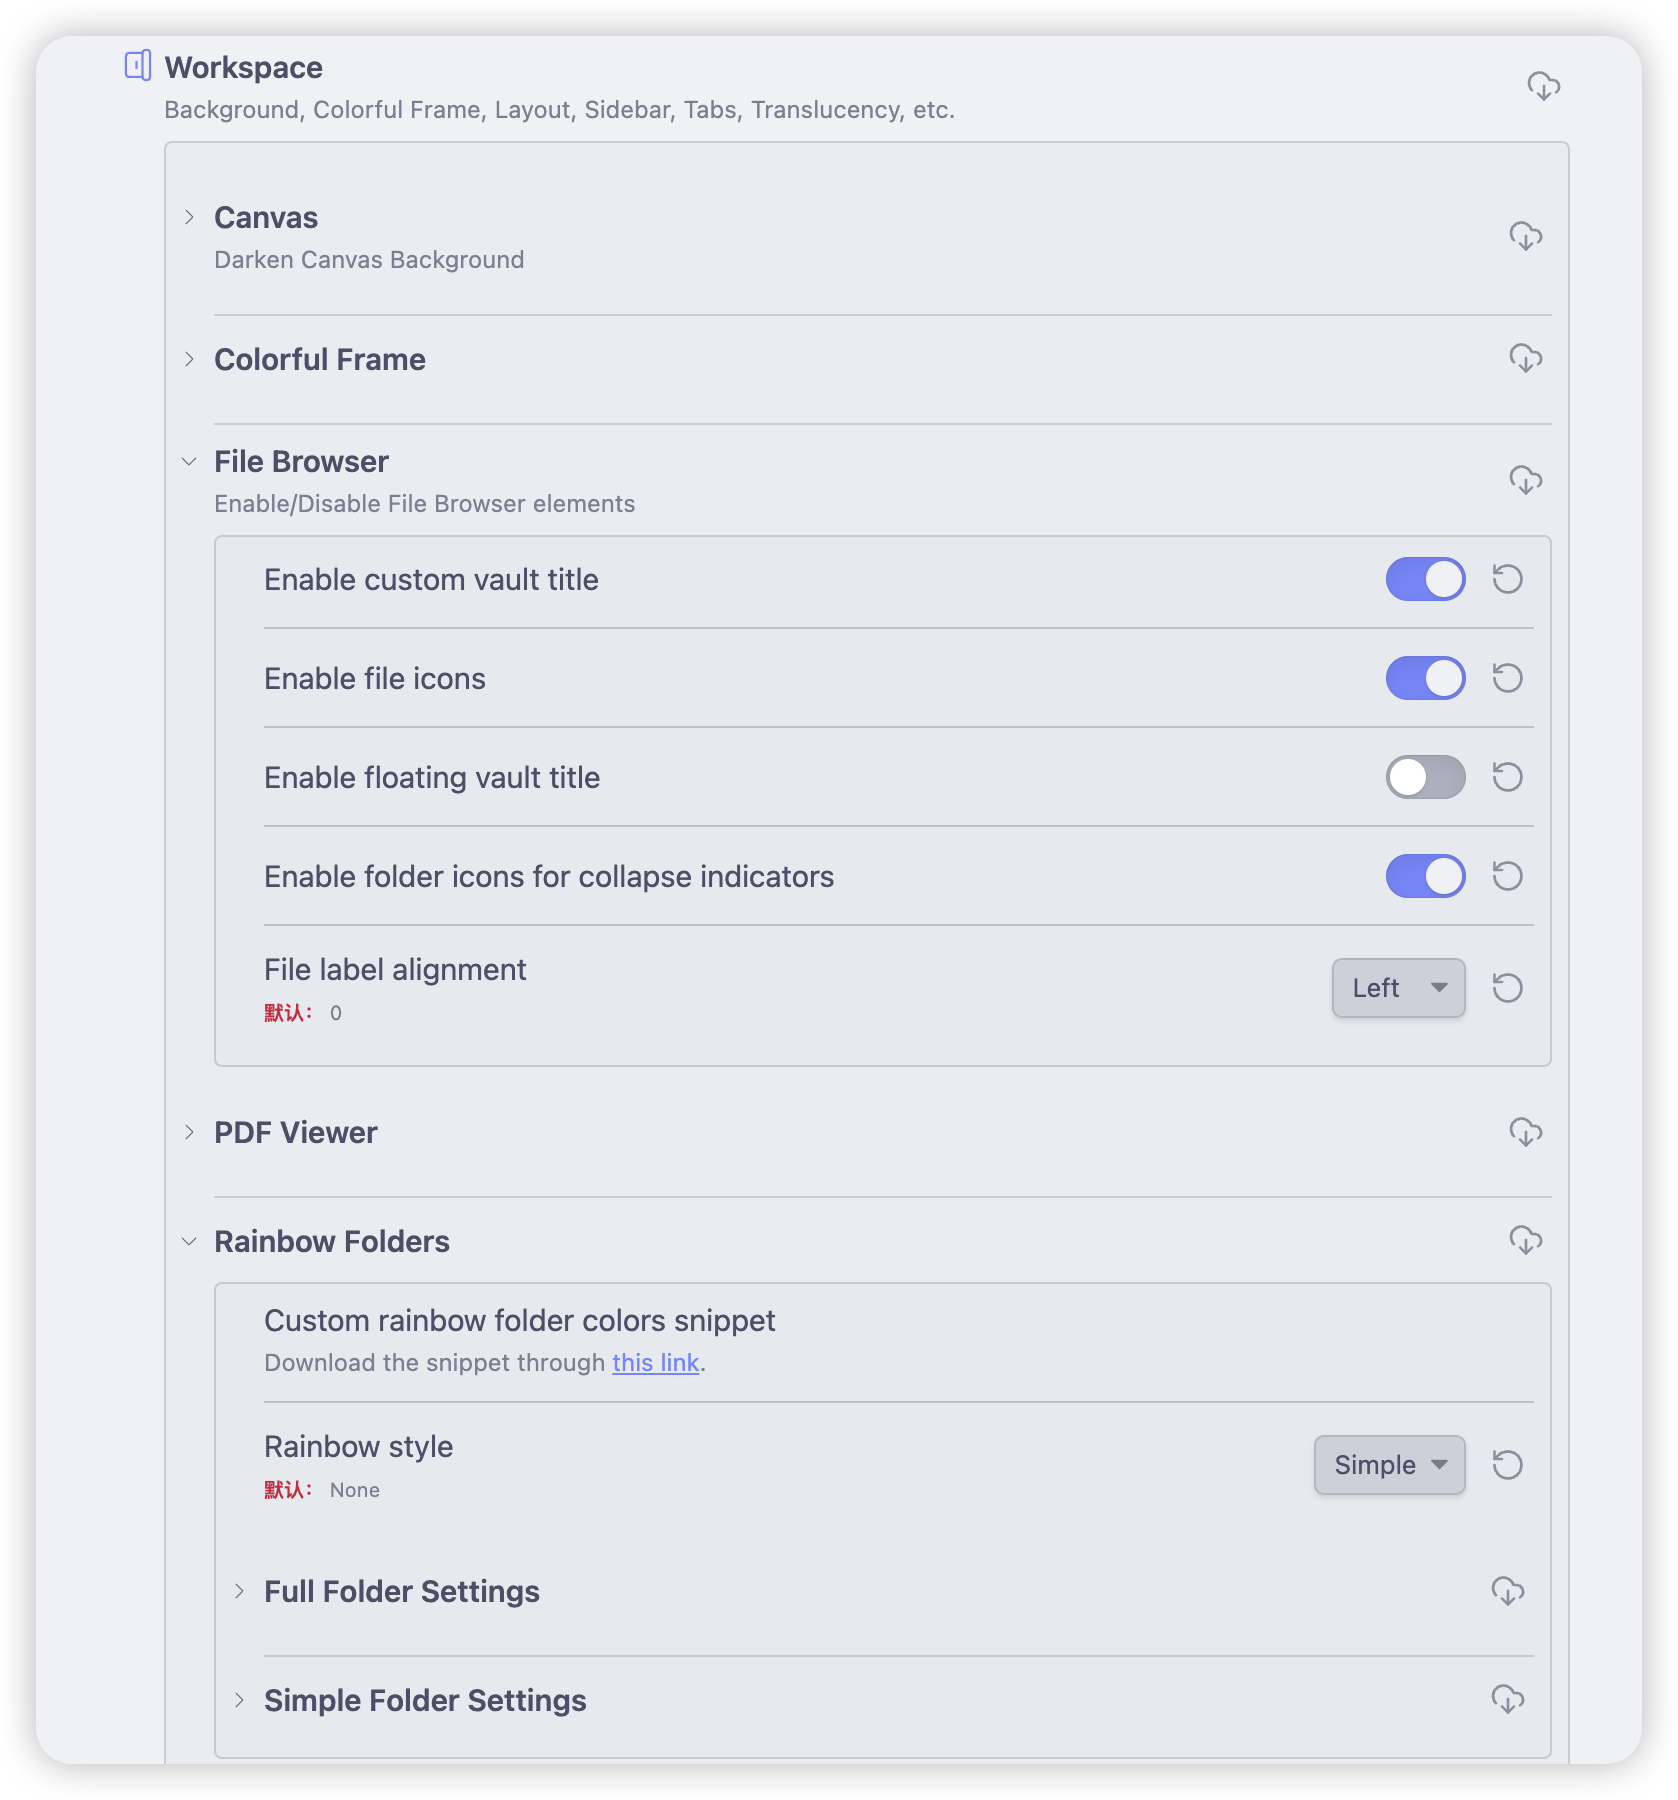 Workspace
Background, Colorful Frame, Layout, Sidebar, Tabs, Translucency, etc.
Canvas
Darken Canvas Background
Colorful Frame
File Browser
Enable/Disable File Browser elements
Enable custom vault title
Enable file icons
Enable floating vault title
Enable folder icons for collapse indicators
File label alignment
Left
默认： 0
PDF Viewer
Rainbow Folders
Custom rainbow folder colors snippet
Download the snippet through this link.
Rainbow style
Simple
默认： None
Full Folder Settings
Simple Folder Settings